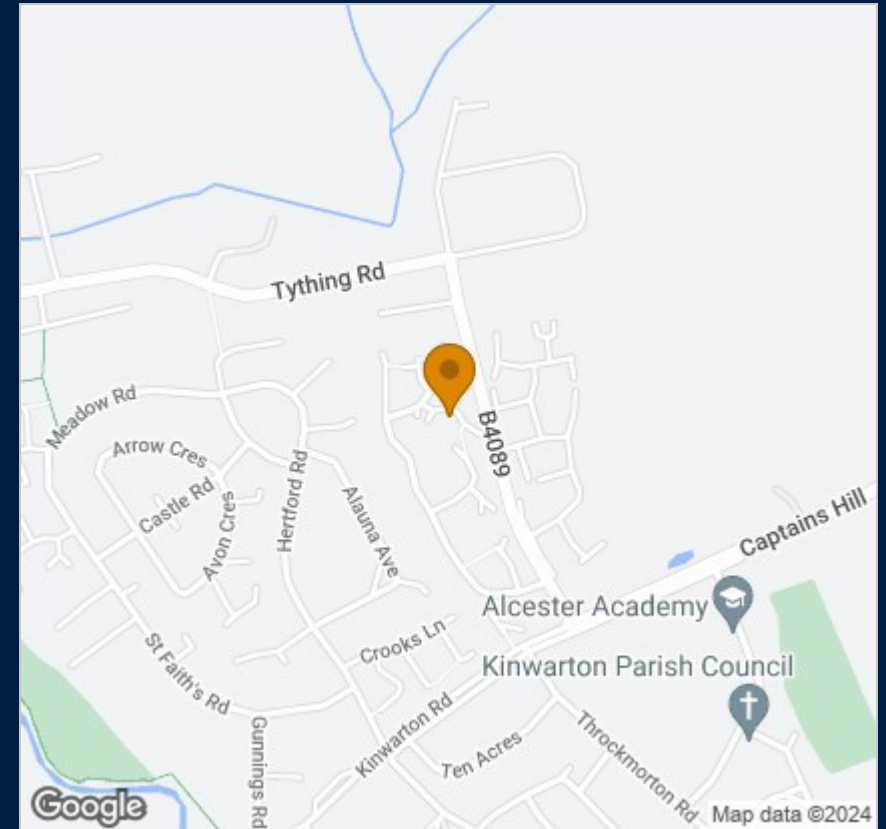 Tything Rd
Meadow Rd
Arrow Cres
Castle Rd
Avon Cres
Hertford Rd
Alauna Ave
B4089
Captains Hill
Alcester Academy
Crooks Ln
Kinwarton Parish Council
St Faith's Rd
Kinwarton Rd
Gunnings Rd
Ten Acres
Throckmorton Rd
Google
Map data ©2024